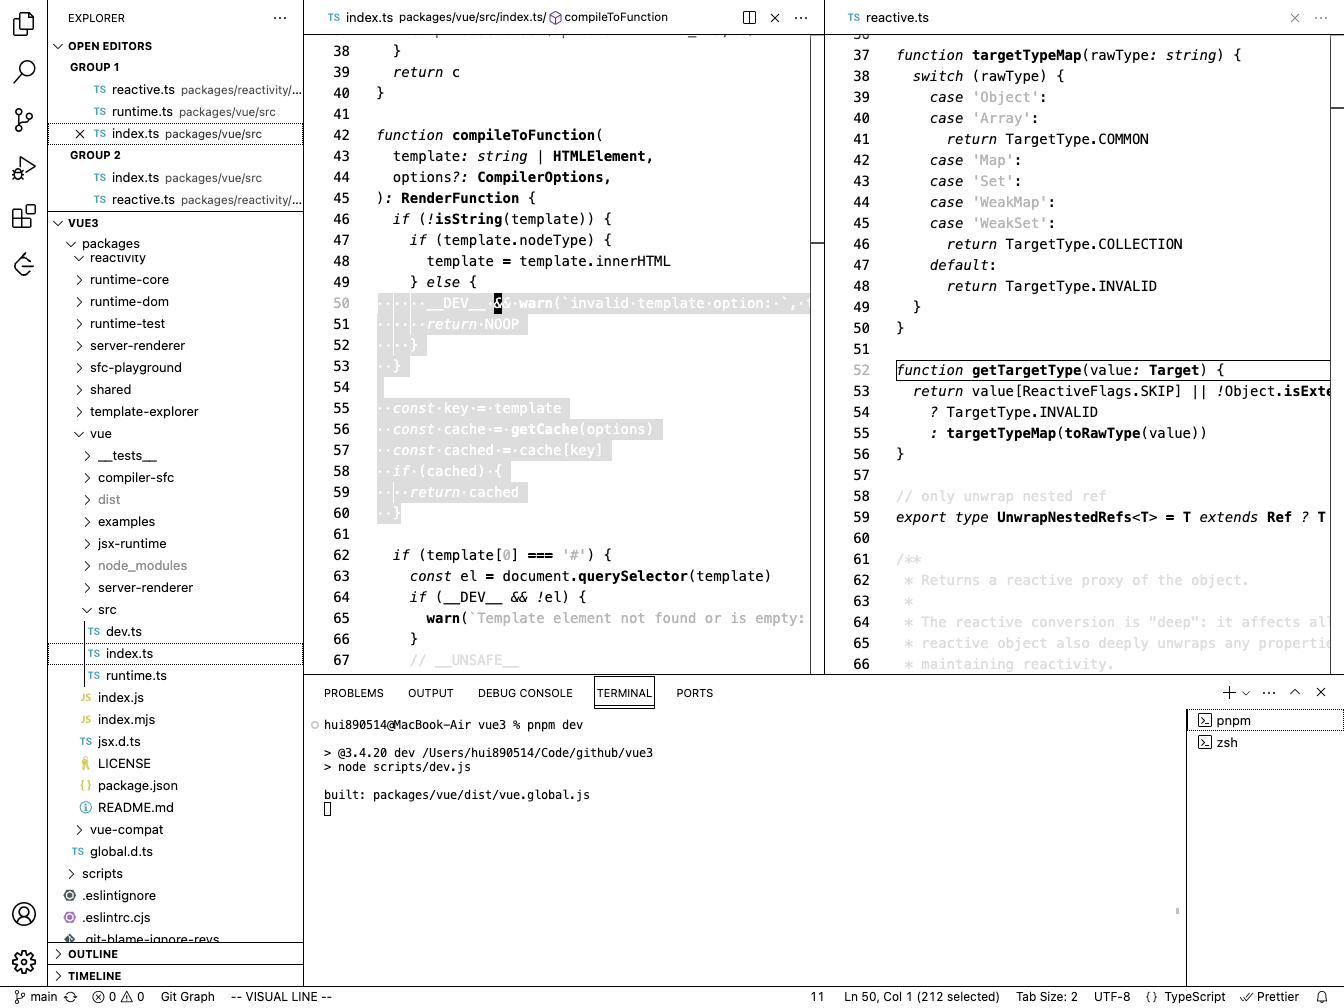 EXPLORER
OPEN EDITORS
GROUP 1
TS reactive.ts packages/reactivity/...
TS runtime.ts packages/vue/src
TS index.ts packages/vue/src
GROUP 2
TS index.ts packages/vue/src
TS reactive.ts packages/reactivity/...
VUE3
packages
reactivity
runtime-core
runtime-dom
runtime-test
server-renderer
sfc-playground
shared
template-explorer
vue
__tests__
compiler-sfc
dist
examples
jsx-runtime
node_modules
server-renderer
src
TS dev.ts
TS index.ts
TS runtime.ts
JS index.js
JS index.mjs
TS jsx.d.ts
LICENSE
{} package.json
README.md
vue-compat
TS global.d.ts
scripts
.eslintignore
.eslintrc.cjs
.git-blame-ignore-revs
OUTLINE
TIMELINE
TS index.ts packages/vue/src/index.ts/ compileToFunction
38 }
39 return c
40 }
41
42 function compileToFunction(
43 template: string | HTMLElement,
44 options?: CompilerOptions,
45 ): RenderFunction {
46 if (!isString(template)) {
47 if (template.nodeType) {
48 template = template.innerHTML
49 } else {
50 ······__DEV__·&&·warn(`invalid·template·option:·`,·
51 ······return·NOOP
52 ····}
53 ··}
54
55 ··const·key·=·template
56 ··const·cache·=·getCache(options)
57 ··const·cached·=·cache[key]
58 ··if·(cached)·{
59 ····return·cached
60 ··}
61
62 if (template[0] === '#') {
63 const el = document.querySelector(template)
64 if (__DEV__ && !el) {
65 warn(`Template element not found or is empty:
66 }
67 // __UNSAFE__
TS reactive.ts
37 function targetTypeMap(rawType: string) {
38 switch (rawType) {
39 case 'Object':
40 case 'Array':
41 return TargetType.COMMON
42 case 'Map':
43 case 'Set':
44 case 'WeakMap':
45 case 'WeakSet':
46 return TargetType.COLLECTION
47 default:
48 return TargetType.INVALID
49 }
50 }
51
52 function getTargetType(value: Target) {
53 return value[ReactiveFlags.SKIP] || !Object.isExte
54 ? TargetType.INVALID
55 : targetTypeMap(toRawType(value))
56 }
57
58 // only unwrap nested ref
59 export type UnwrapNestedRefs<T> = T extends Ref ? T
60
61 /**
62 * Returns a reactive proxy of the object.
63 *
64 * The reactive conversion is "deep": it affects all
65 * reactive object also deeply unwraps any propertie
66 * maintaining reactivity.
PROBLEMS OUTPUT DEBUG CONSOLE TERMINAL PORTS
hui890514@MacBook-Air vue3 % pnpm dev
> @3.4.20 dev /Users/hui890514/Code/github/vue3
> node scripts/dev.js
built: packages/vue/dist/vue.global.js
pnpm
zsh
main 0 0 Git Graph -- VISUAL LINE -- 11 Ln 50, Col 1 (212 selected) Tab Size: 2 UTF-8 {} TypeScript Prettier